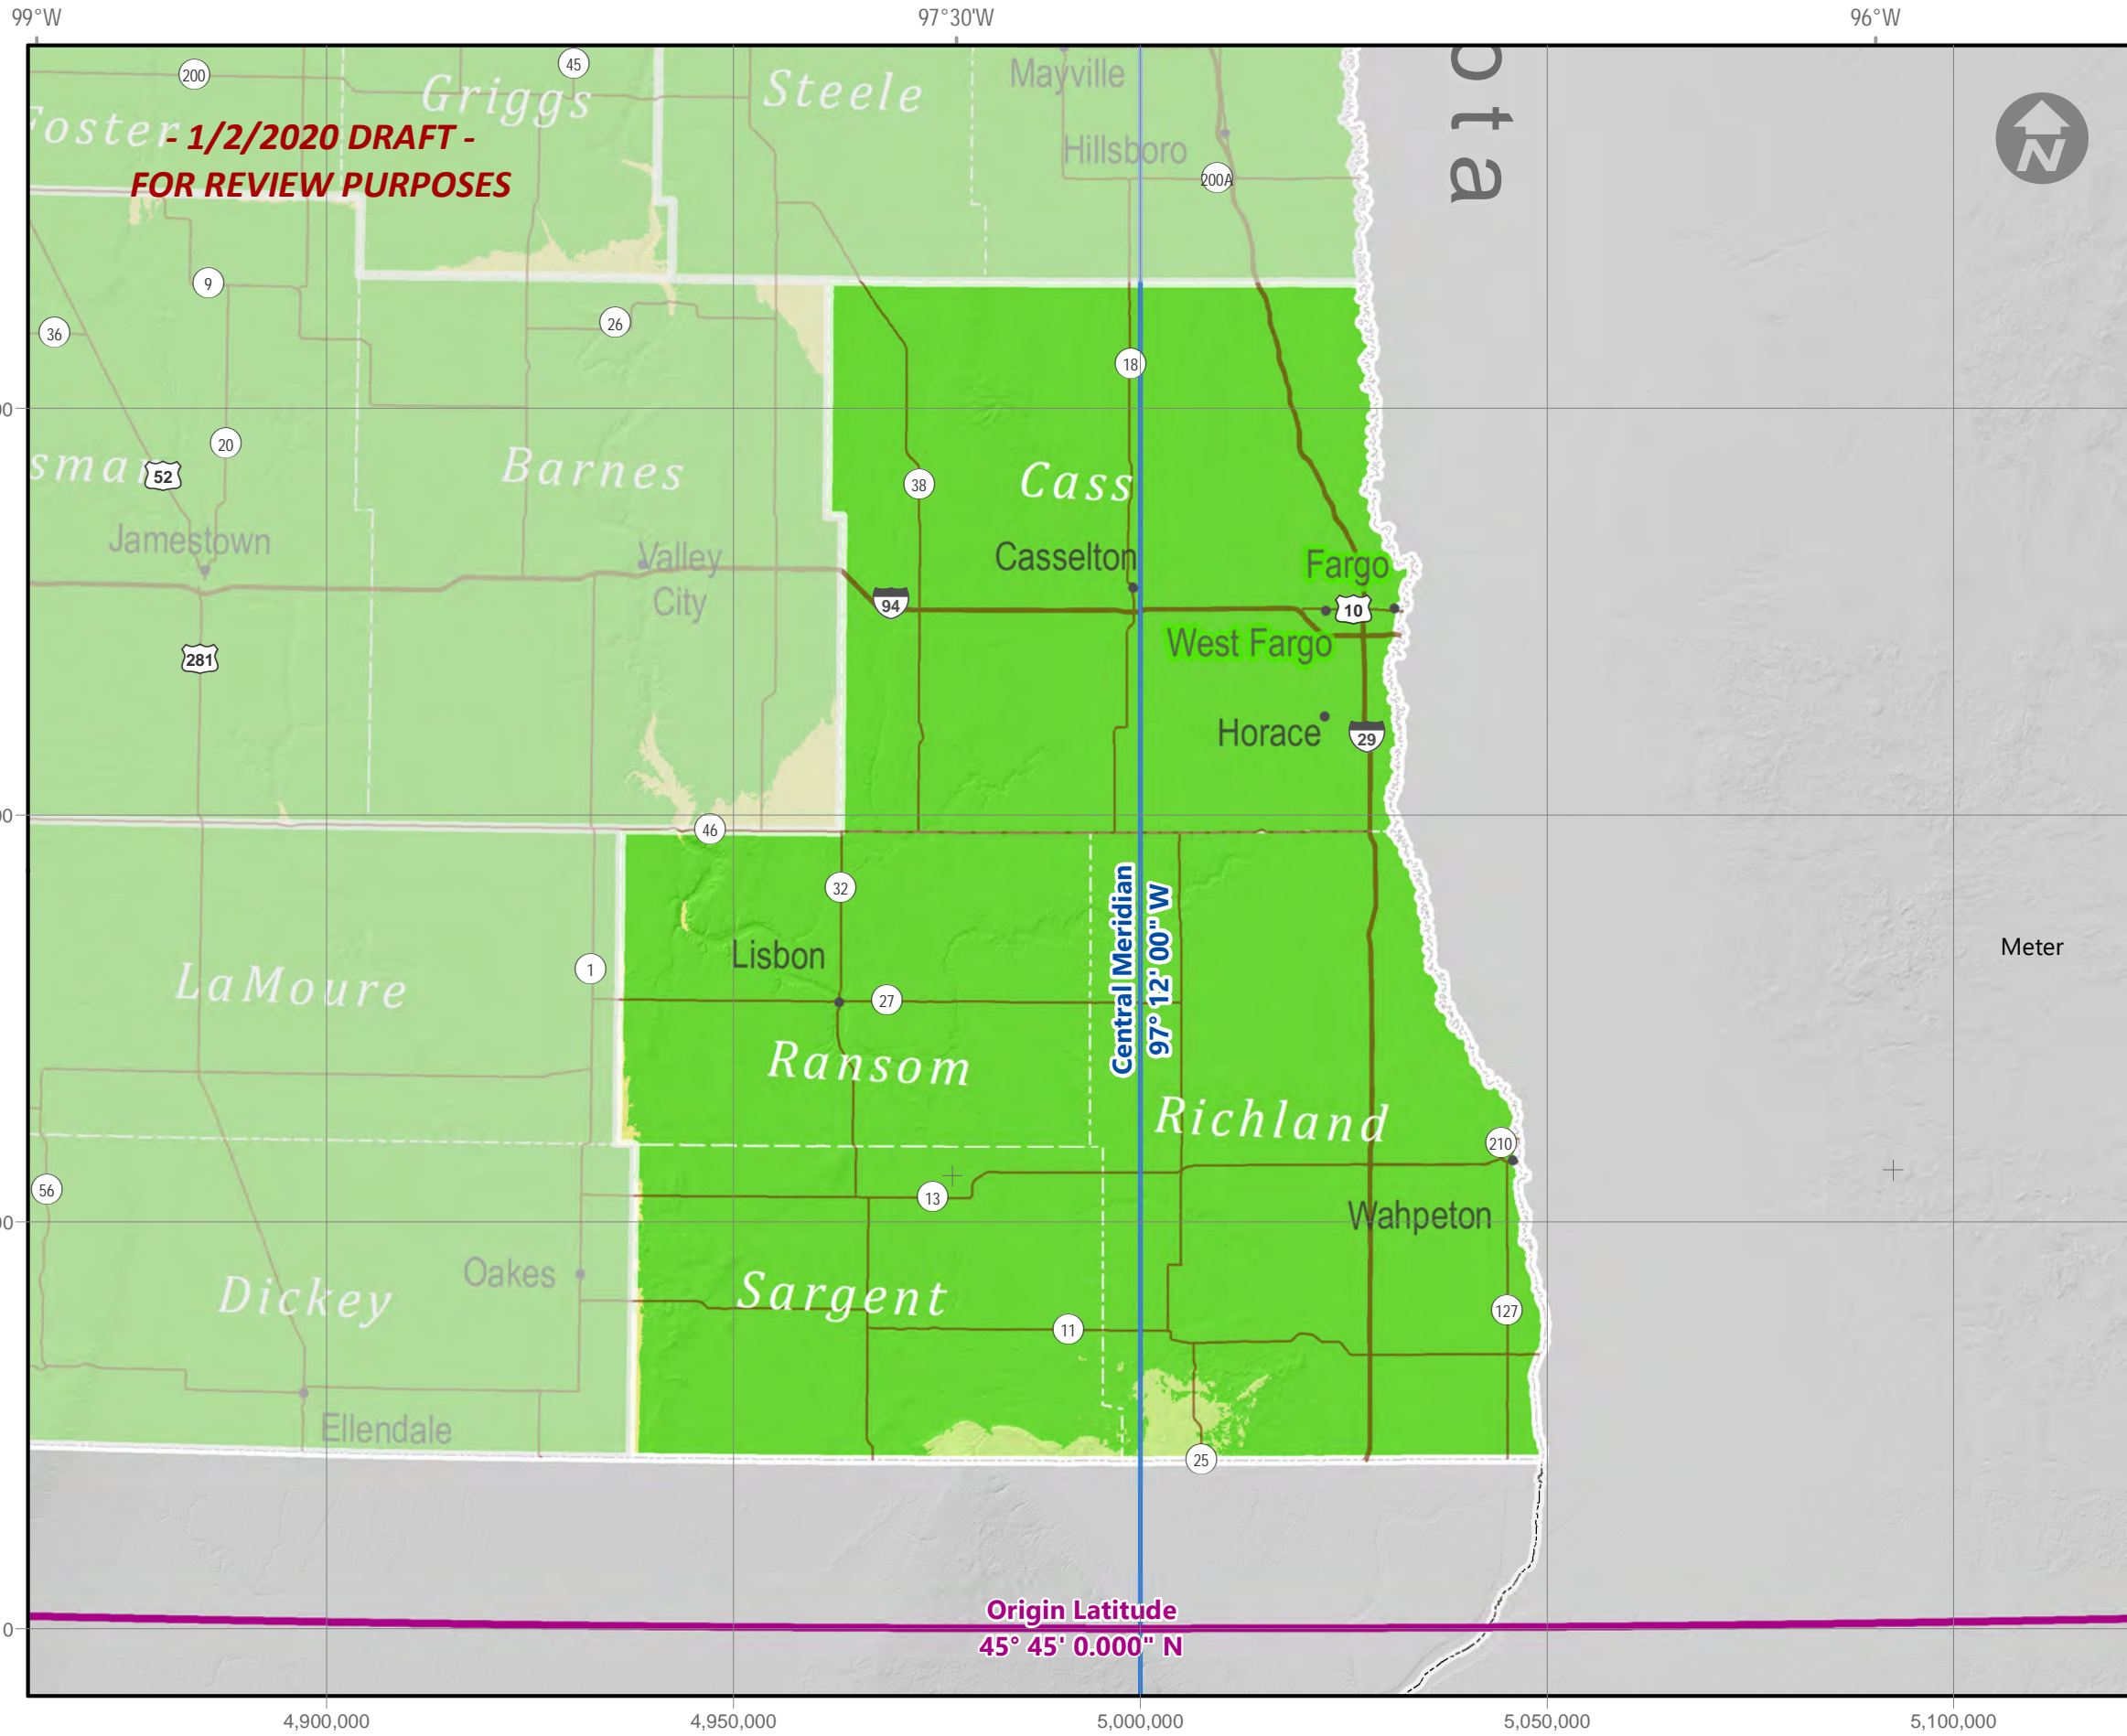 99°W
97°30'W
96°W
ota
200
45
Griggs
Steele
Mayville
Foster
- 1/2/2020 DRAFT -
FOR REVIEW PURPOSES
Hillsboro
200A
N
9
36
26
18
20
52
Barnes
38
Cass
Jamestown
Valley
City
Casselton
Fargo
94
10
West Fargo
281
Horace
29
46
32
Central Meridian
97° 12' 00" W
Lisbon
Meter
LaMoure
1
27
Ransom
Richland
210
56
13
Wahpeton
Oakes
Dickey
Sargent
11
127
Ellendale
25
Origin Latitude
45° 45' 0.000" N
0
4,900,000
4,950,000
5,000,000
5,050,000
5,100,000